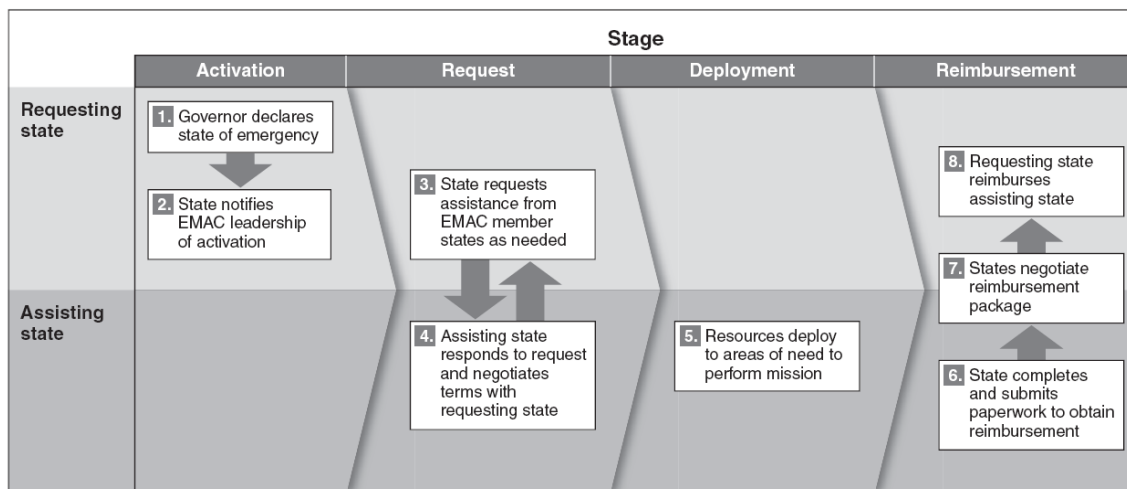 Stage
Activation
Request
Deployment
Reimbursement
Requesting
state
1. Governor declares
state of emergency
2. State notifies
EMAC leadership
of activation
3. State requests
assistance from
EMAC member
states as needed
8. Requesting state
reimburses
assisting state
7. States negotiate
reimbursement
package
Assisting
state
4. Assisting state
responds to request
and negotiates
terms with
requesting state
5. Resources deploy
to areas of need to
perform mission
6. State completes
and submits
paperwork to obtain
reimbursement